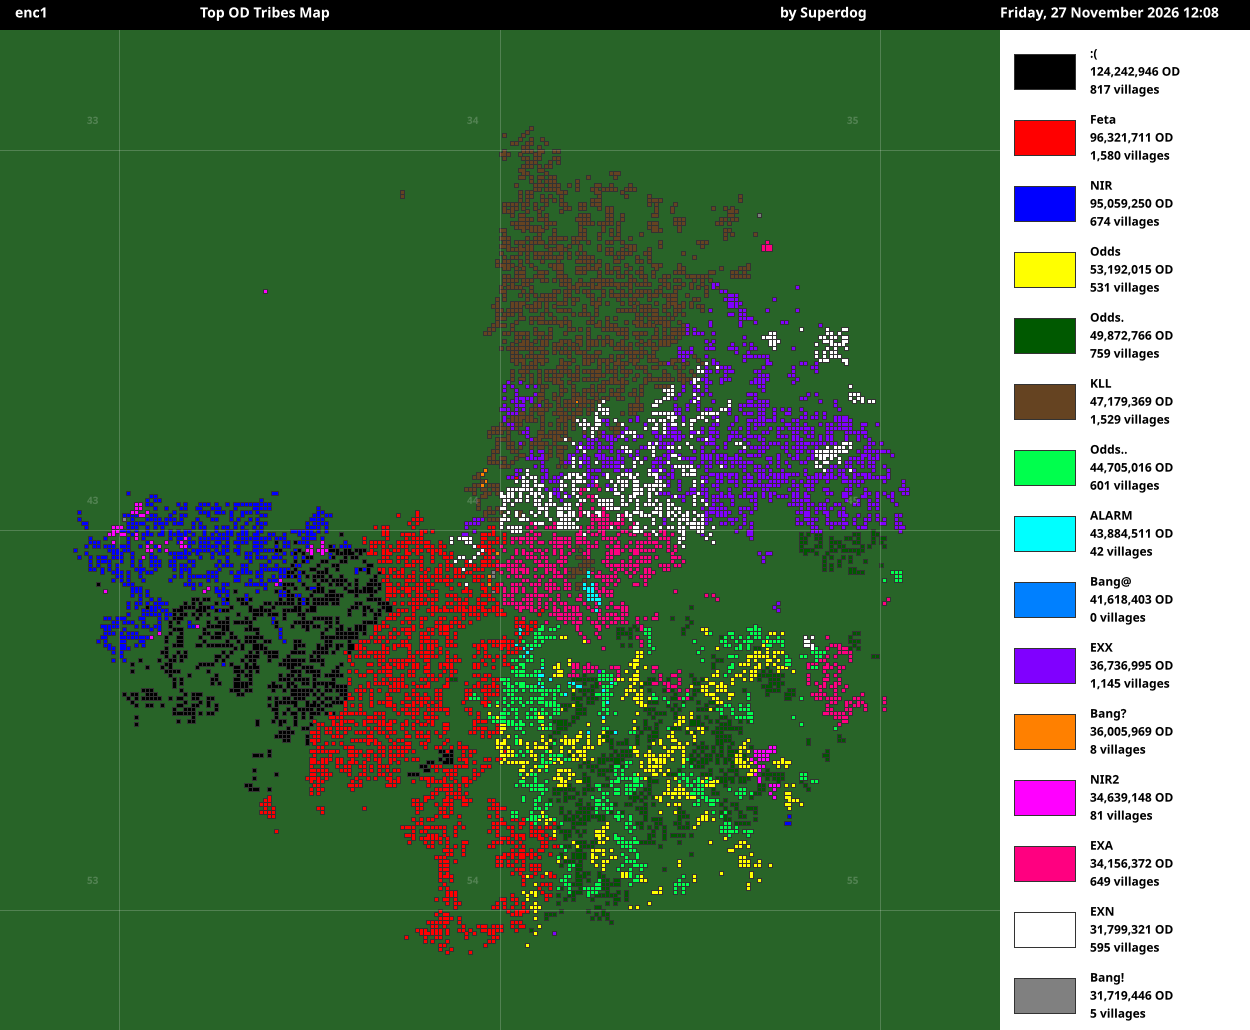 enc1 Top OD Tribes Map by Superdog Friday, 27 November 2026 12:08
:(
124,242,946 OD
817 villages
Feta
96,321,711 OD
1,580 villages
NIR
95,059,250 OD
674 villages
Odds
53,192,015 OD
531 villages
Odds.
49,872,766 OD
759 villages
KLL
47,179,369 OD
1,529 villages
Odds..
44,705,016 OD
601 villages
ALARM
43,884,511 OD
42 villages
Bang@
41,618,403 OD
0 villages
EXX
36,736,995 OD
1,145 villages
Bang?
36,005,969 OD
8 villages
NIR2
34,639,148 OD
81 villages
EXA
34,156,372 OD
649 villages
EXN
31,799,321 OD
595 villages
Bang!
31,719,446 OD
5 villages
33 34 35
43 44
53 54 55